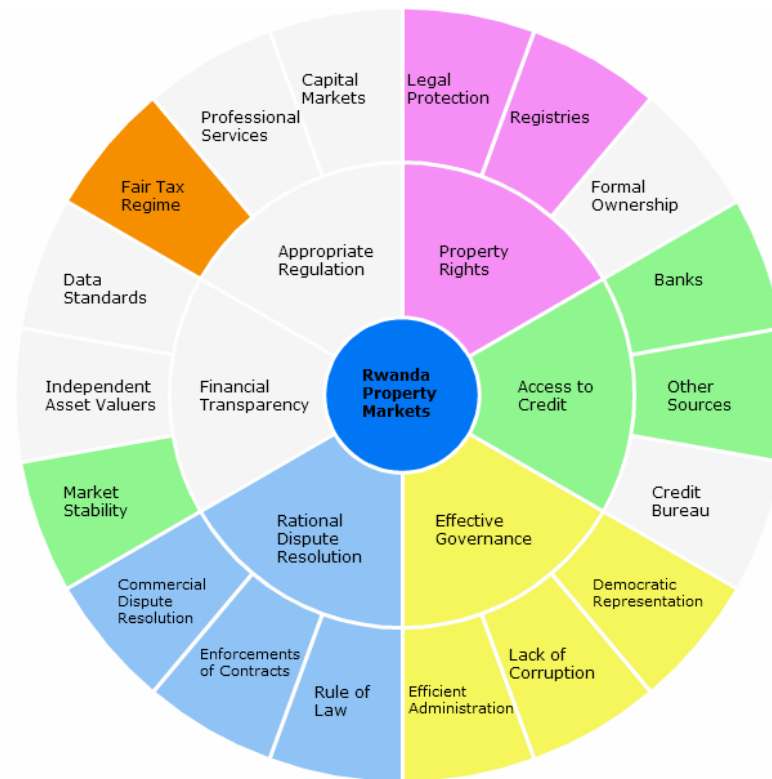 Capital
Markets
Legal
Protection
Professional
Services
Registries
Fair Tax
Regime
Formal
Ownership
Appropriate
Regulation
Property
Rights
Data
Standards
Banks
Independent
Asset Valuers
Financial
Transparency
Rwanda
Property
Markets
Access to
Credit
Other
Sources
Market
Stability
Credit
Bureau
Rational
Dispute
Resolution
Effective
Governance
Commercial
Dispute
Resolution
Democratic
Representation
Enforcements
of Contracts
Lack of
Corruption
Rule of
Law
Efficient
Administration